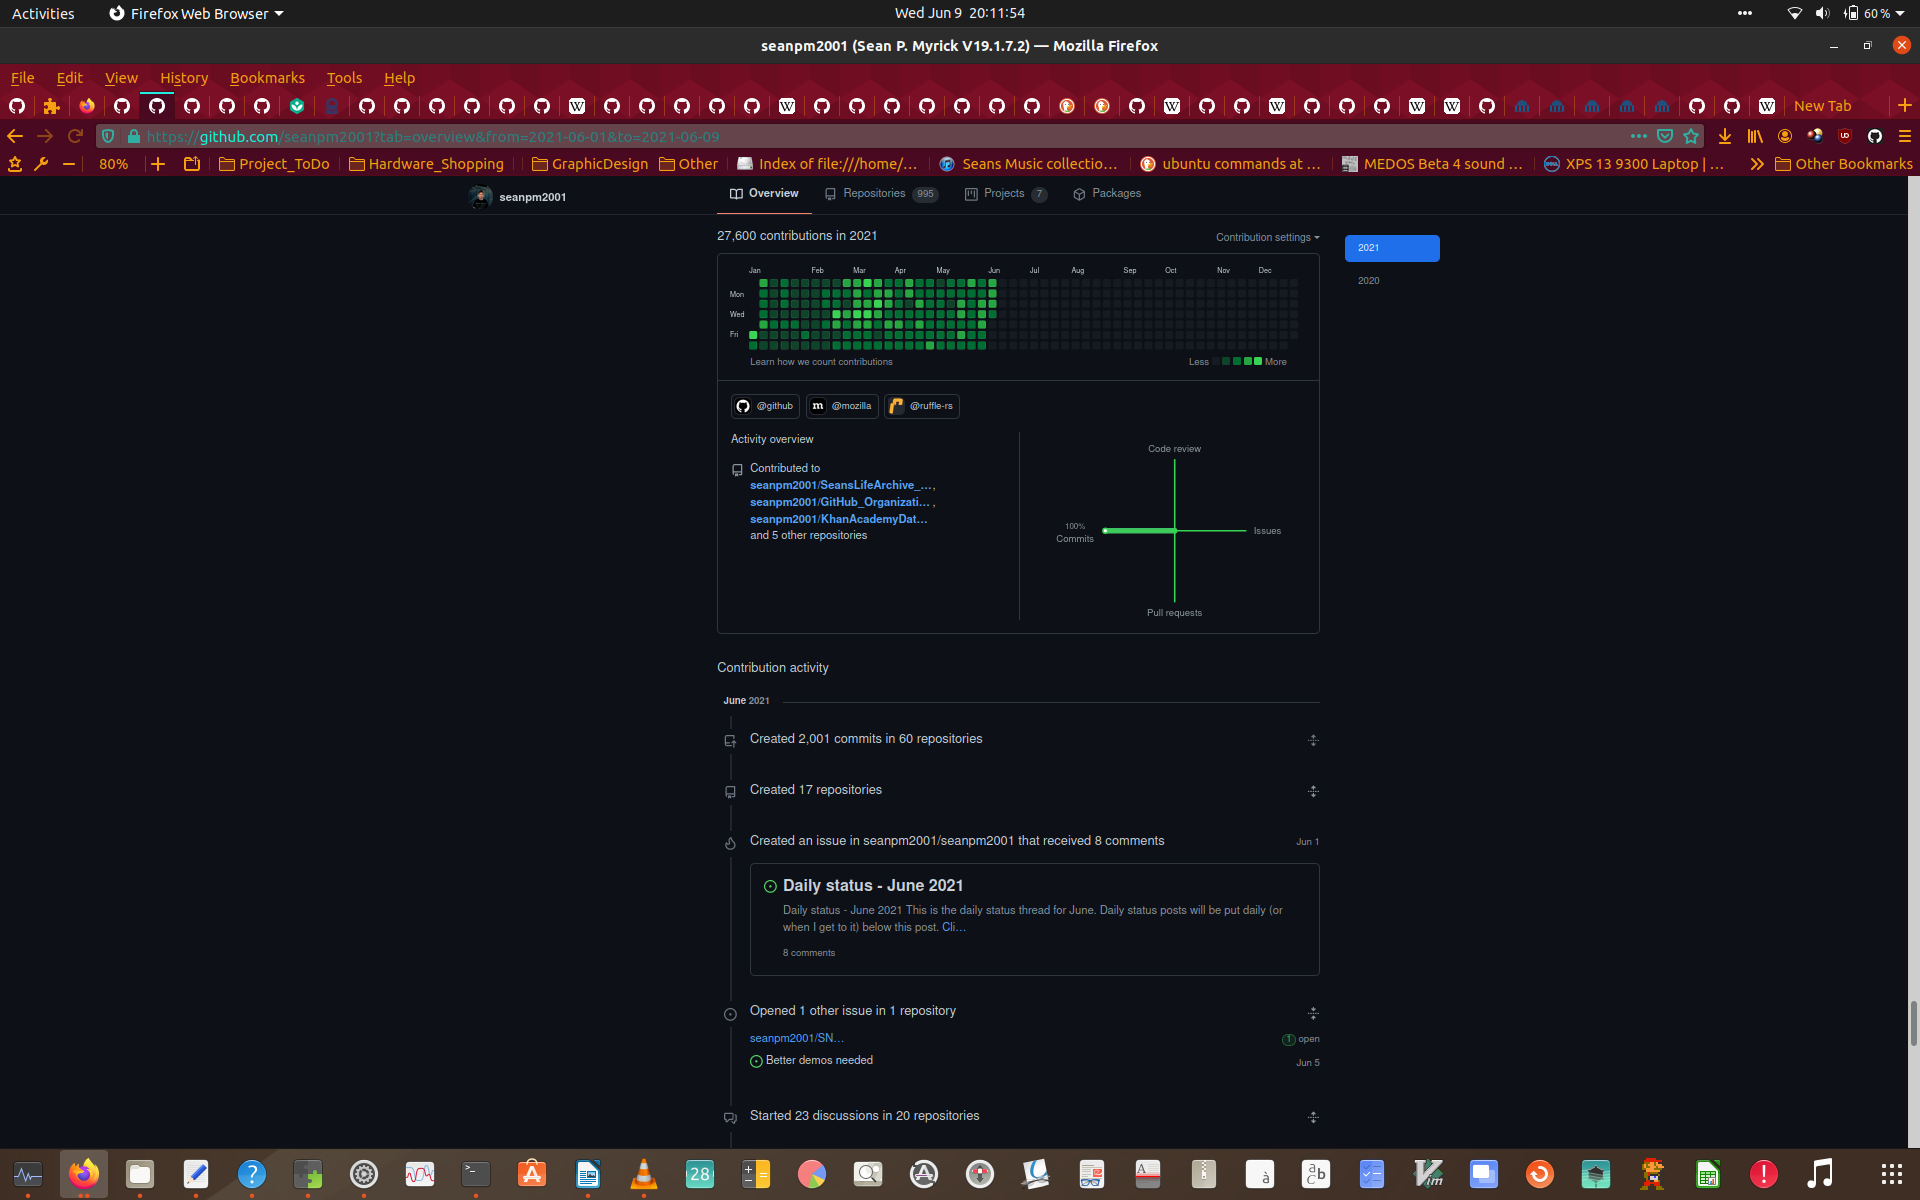 Activities
Firefox Web Browser
Wed Jun 9 20:11:54
60 %
seanpm2001 (Sean P. Myrick V19.1.7.2) — Mozilla Firefox
File Edit View History Bookmarks Tools Help
New Tab
https://github.com/seanpm2001?tab=overview&from=2021-06-01&to=2021-06-09
80%
Project_ToDo
Hardware_Shopping
GraphicDesign
Other
Index of file:///home/...
Seans Music collectio...
ubuntu commands at ...
MEDOS Beta 4 sound ...
XPS 13 9300 Laptop | ...
Other Bookmarks
seanpm2001
Overview
Repositories 995
Projects 7
Packages
27,600 contributions in 2021
Contribution settings
2021
2020
Jan Feb Mar Apr May Jun Jul Aug Sep Oct Nov Dec
Mon
Wed
Fri
Learn how we count contributions
Less More
@github
m @mozilla
@ruffle-rs
Activity overview
Contributed to
seanpm2001/SeansLifeArchive_... ,
seanpm2001/GitHub_Organizati... ,
seanpm2001/KhanAcademyDat...
and 5 other repositories
Code review
100%
Commits
Issues
Pull requests
Contribution activity
June 2021
Created 2,001 commits in 60 repositories
Created 17 repositories
Created an issue in seanpm2001/seanpm2001 that received 8 comments
Jun 1
Daily status - June 2021
Daily status - June 2021 This is the daily status thread for June. Daily status posts will be put daily (or
when I get to it) below this post. Cli...
8 comments
Opened 1 other issue in 1 repository
seanpm2001/SN...
1 open
Better demos needed
Jun 5
Started 23 discussions in 20 repositories
28